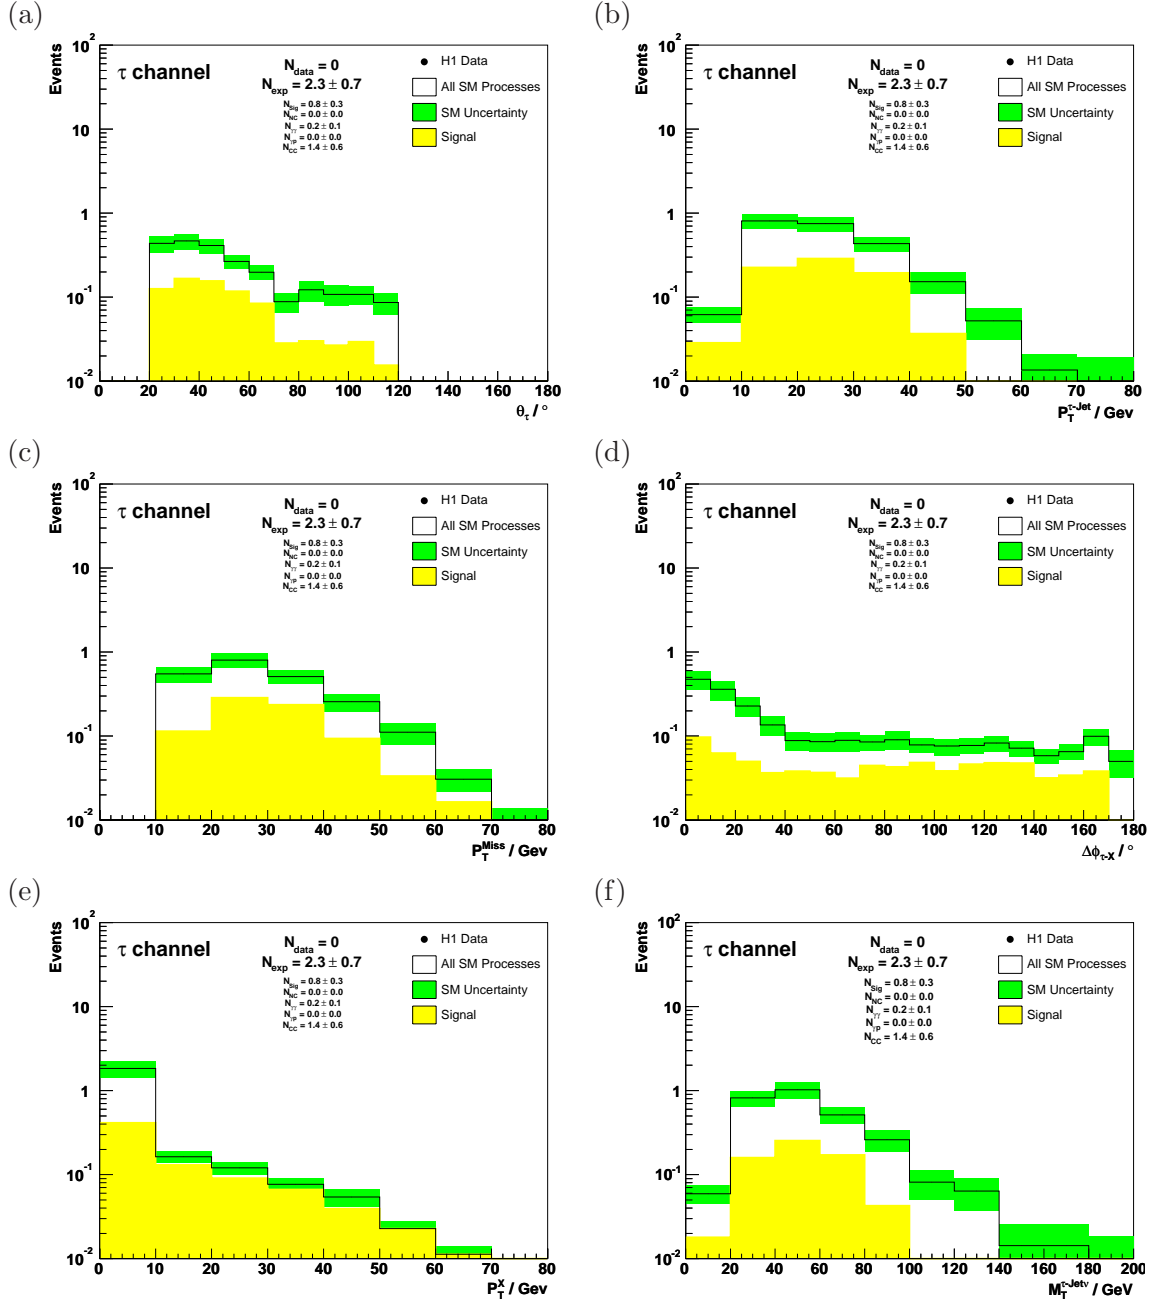 (a)
Events
10²
10
1
10⁻¹
10⁻²
τ channel
N_data = 0
N_exp = 2.3 ± 0.7
N_Sig = 0.8 ± 0.3
N_NC = 0.0 ± 0.0
N_γγ = 0.2 ± 0.1
N_γP = 0.0 ± 0.0
N_CC = 1.4 ± 0.6
H1 Data
All SM Processes
SM Uncertainty
Signal
0 20 40 60 80 100 120 140 160 180
θ_τ / °
(b)
Events
10²
10
1
10⁻¹
10⁻²
τ channel
N_data = 0
N_exp = 2.3 ± 0.7
N_Sig = 0.8 ± 0.3
N_NC = 0.0 ± 0.0
N_γγ = 0.2 ± 0.1
N_γP = 0.0 ± 0.0
N_CC = 1.4 ± 0.6
H1 Data
All SM Processes
SM Uncertainty
Signal
0 10 20 30 40 50 60 70 80
P_T^τ-Jet / Gev
(c)
Events
10²
10
1
10⁻¹
10⁻²
τ channel
N_data = 0
N_exp = 2.3 ± 0.7
N_Sig = 0.8 ± 0.3
N_NC = 0.0 ± 0.0
N_γγ = 0.2 ± 0.1
N_γP = 0.0 ± 0.0
N_CC = 1.4 ± 0.6
H1 Data
All SM Processes
SM Uncertainty
Signal
0 10 20 30 40 50 60 70 80
P_T^Miss / Gev
(d)
Events
10²
10
1
10⁻¹
10⁻²
τ channel
N_data = 0
N_exp = 2.3 ± 0.7
N_Sig = 0.8 ± 0.3
N_NC = 0.0 ± 0.0
N_γγ = 0.2 ± 0.1
N_γP = 0.0 ± 0.0
N_CC = 1.4 ± 0.6
H1 Data
All SM Processes
SM Uncertainty
Signal
0 20 40 60 80 100 120 140 160 180
Δϕ_τ-X / °
(e)
Events
10²
10
1
10⁻¹
10⁻²
τ channel
N_data = 0
N_exp = 2.3 ± 0.7
N_Sig = 0.8 ± 0.3
N_NC = 0.0 ± 0.0
N_γγ = 0.2 ± 0.1
N_γP = 0.0 ± 0.0
N_CC = 1.4 ± 0.6
H1 Data
All SM Processes
SM Uncertainty
Signal
0 10 20 30 40 50 60 70 80
P_T^X / Gev
(f)
Events
10²
10
1
10⁻¹
10⁻²
τ channel
N_data = 0
N_exp = 2.3 ± 0.7
N_Sig = 0.8 ± 0.3
N_NC = 0.0 ± 0.0
N_γγ = 0.2 ± 0.1
N_γP = 0.0 ± 0.0
N_CC = 1.4 ± 0.6
H1 Data
All SM Processes
SM Uncertainty
Signal
0 20 40 60 80 100 120 140 160 180 200
M_T^τ-Jetν / GeV